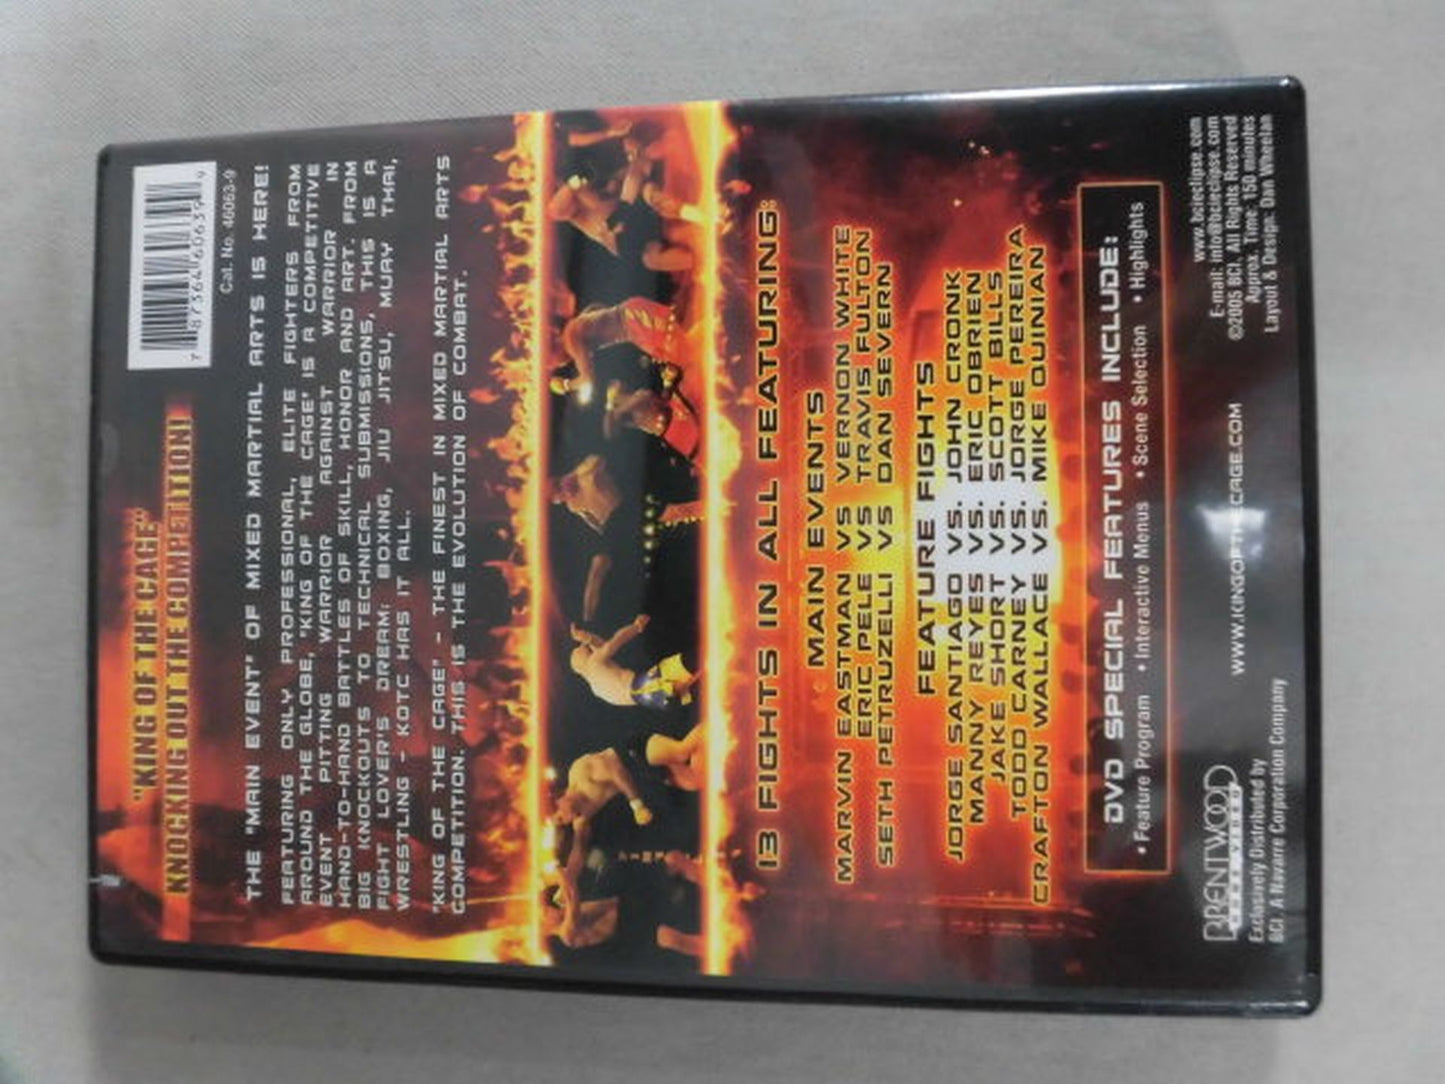 "KING OF THE CAGE"
KNOCKING OUT THE COMPETITION!
7 87364 60639 9
Cat. No. 46063-9
THE "MAIN EVENT" OF MIXED MARTIAL ARTS IS HERE!
FEATURING ONLY PROFESSIONAL, ELITE FIGHTERS FROM
AROUND THE GLOBE, "KING OF THE CAGE" IS A COMPETITIVE
EVENT PITTING WARRIOR AGAINST WARRIOR IN
HAND-TO-HAND BATTLES OF SKILL, HONOR AND ART. FROM
BIG KNOCKOUTS TO TECHNICAL SUBMISSIONS, THIS IS A
FIGHT LOVER'S DREAM: BOXING, JIU JITSU, MUAY THAI,
WRESTLING - KOTC HAS IT ALL.
"KING OF THE CAGE" - THE FINEST IN MIXED MARTIAL ARTS
COMPETITION. THIS IS THE EVOLUTION OF COMBAT.
13 FIGHTS IN ALL FEATURING:
MAIN EVENTS
MARVIN EASTMAN VS VERNON WHITE
ERIC PELE VS TRAVIS FULTON
SETH PETRUZELLI VS DAN SEVERN
FEATURE FIGHTS
JORGE SANTIAGO VS. JOHN CRONK
MANNY REYES VS. ERIC OBRIEN
JAKE SHORT VS. SCOTT BILLS
TODD CARNEY VS. JORGE PEREIRA
CRAFTON WALLACE VS. MIKE QUINIAN
DVD SPECIAL FEATURES INCLUDE:
• Feature Program • Interactive Menus • Scene Selection • Highlights
BRENTWOOD
HOME VIDEO
Exclusively Distributed by
BCI, A Navarre Corporation Company
WWW.KINGOFTHECAGE.COM
www.bcieclipse.com
E-mail: info@bcieclipse.com
©2005 BCI. All Rights Reserved
Approx. Time: 150 minutes
Layout & Design: Dan Wheelan